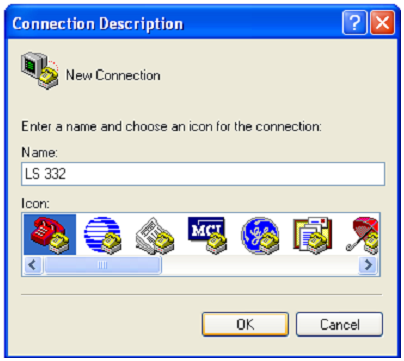 Connection Description
New Connection
Enter a name and choose an icon for the connection:
Name:
LS 332
Icon:
MCI
OK Cancel